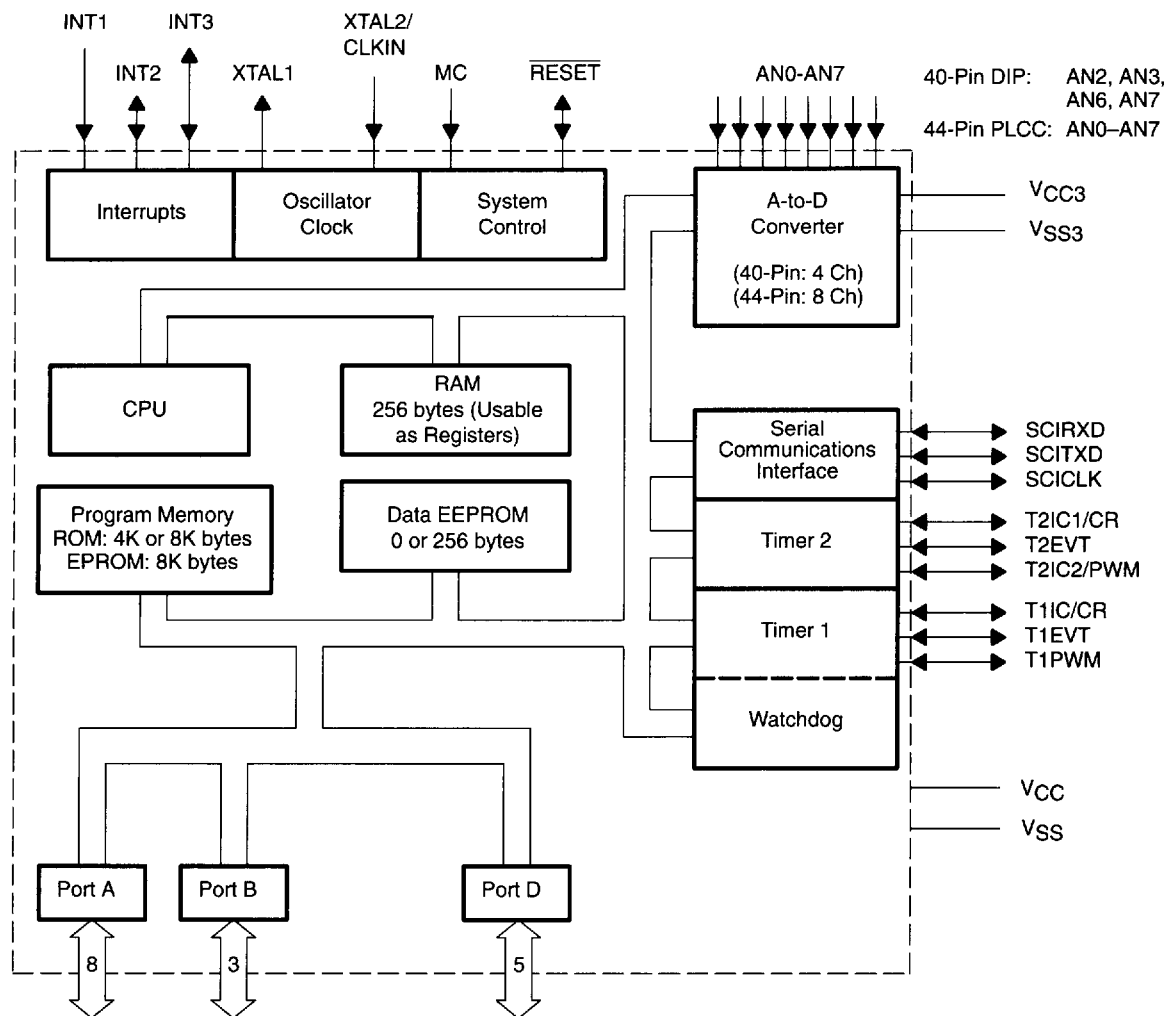 INT1
INT3
XTAL2/
CLKIN
INT2
XTAL1
MC
RESET
AN0-AN7
40-Pin DIP: AN2, AN3,
AN6, AN7
44-Pin PLCC: AN0–AN7
Interrupts
Oscillator
Clock
System
Control
A-to-D
Converter
(40-Pin: 4 Ch)
(44-Pin: 8 Ch)
VCC3
VSS3
CPU
RAM
256 bytes (Usable
as Registers)
Serial
Communications
Interface
SCIRXD
SCITXD
SCICLK
Program Memory
ROM: 4K or 8K bytes
EPROM: 8K bytes
Data EEPROM
0 or 256 bytes
Timer 2
T2IC1/CR
T2EVT
T2IC2/PWM
Timer 1
T1IC/CR
T1EVT
T1PWM
Watchdog
VCC
VSS
Port A
Port B
Port D
8
3
5